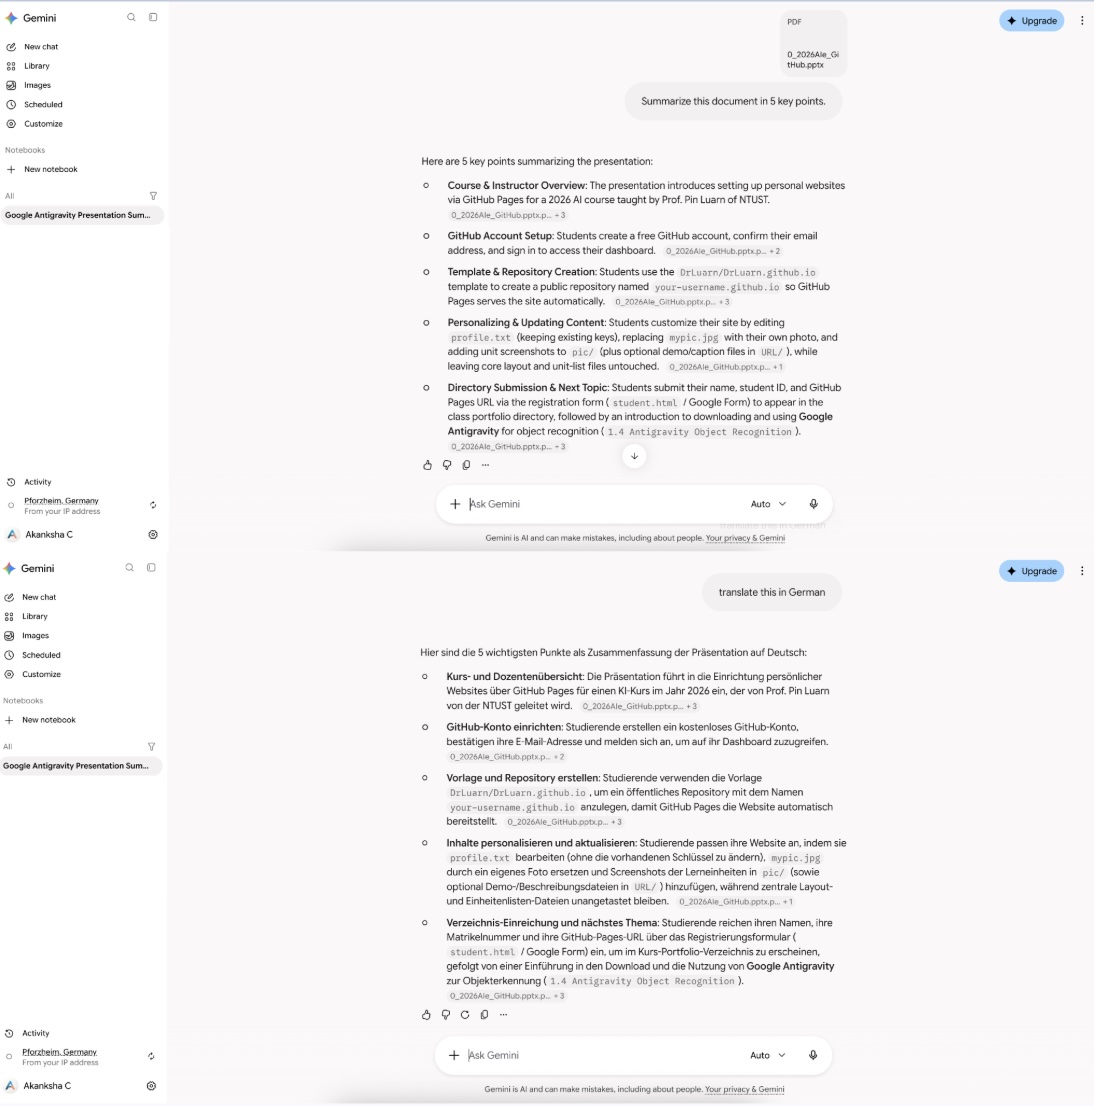 Gemini
New chat
Library
Images
Scheduled
Customize
Notebooks
New notebook
All
Google Antigravity Presentation Sum...
Activity
Pforzheim, Germany
From your IP address
Akanksha C
Upgrade
PDF
0_2026AIe_Gi
tHub.pptx
Summarize this document in 5 key points.
Here are 5 key points summarizing the presentation:
Course & Instructor Overview: The presentation introduces setting up personal websites
via GitHub Pages for a 2026 AI course taught by Prof. Pin Luarn of NTUST.
0_2026AIe_GitHub.pptx.p... + 3
GitHub Account Setup: Students create a free GitHub account, confirm their email
address, and sign in to access their dashboard. 0_2026AIe_GitHub.pptx.p... + 2
Template & Repository Creation: Students use the DrLuarn/DrLuarn.github.io
template to create a public repository named your-username.github.io so GitHub
Pages serves the site automatically. 0_2026AIe_GitHub.pptx.p... + 3
Personalizing & Updating Content: Students customize their site by editing
profile.txt (keeping existing keys), replacing mypic.jpg with their own photo, and
adding unit screenshots to pic/ (plus optional demo/caption files in URL/ ), while
leaving core layout and unit-list files untouched. 0_2026AIe_GitHub.pptx.p... + 1
Directory Submission & Next Topic: Students submit their name, student ID, and GitHub
Pages URL via the registration form ( student.html / Google Form) to appear in the
class portfolio directory, followed by an introduction to downloading and using Google
Antigravity for object recognition ( 1.4 Antigravity Object Recognition ).
0_2026AIe_GitHub.pptx.p... + 3
Ask Gemini
Auto
translate this in German
Gemini is AI and can make mistakes, including about people. Your privacy & Gemini
Gemini
New chat
Library
Images
Scheduled
Customize
Notebooks
New notebook
All
Google Antigravity Presentation Sum...
Activity
Pforzheim, Germany
From your IP address
Akanksha C
Upgrade
translate this in German
Hier sind die 5 wichtigsten Punkte als Zusammenfassung der Präsentation auf Deutsch:
Kurs- und Dozentenübersicht: Die Präsentation führt in die Einrichtung persönlicher
Websites über GitHub Pages für einen KI-Kurs im Jahr 2026 ein, der von Prof. Pin Luarn
von der NTUST geleitet wird. 0_2026AIe_GitHub.pptx.p... + 3
GitHub-Konto einrichten: Studierende erstellen ein kostenloses GitHub-Konto,
bestätigen ihre E-Mail-Adresse und melden sich an, um auf ihr Dashboard zuzugreifen.
0_2026AIe_GitHub.pptx.p... + 2
Vorlage und Repository erstellen: Studierende verwenden die Vorlage
DrLuarn/DrLuarn.github.io , um ein öffentliches Repository mit dem Namen
your-username.github.io anzulegen, damit GitHub Pages die Website automatisch
bereitstellt. 0_2026AIe_GitHub.pptx.p... + 3
Inhalte personalisieren und aktualisieren: Studierende passen ihre Website an, indem sie
profile.txt bearbeiten (ohne die vorhandenen Schlüssel zu ändern), mypic.jpg
durch ein eigenes Foto ersetzen und Screenshots der Lerneinheiten in pic/ (sowie
optional Demo-/Beschreibungsdateien in URL/ ) hinzufügen, während zentrale Layout-
und Einheitenlisten-Dateien unangetastet bleiben. 0_2026AIe_GitHub.pptx.p... + 1
Verzeichnis-Einreichung und nächstes Thema: Studierende reichen ihren Namen, ihre
Matrikelnummer und ihre GitHub-Pages-URL über das Registrierungsformular (
student.html / Google Form) ein, um im Kurs-Portfolio-Verzeichnis zu erscheinen,
gefolgt von einer Einführung in den Download und die Nutzung von Google Antigravity
zur Objekterkennung ( 1.4 Antigravity Object Recognition ).
0_2026AIe_GitHub.pptx.p... + 3
Ask Gemini
Auto
Gemini is AI and can make mistakes, including about people. Your privacy & Gemini